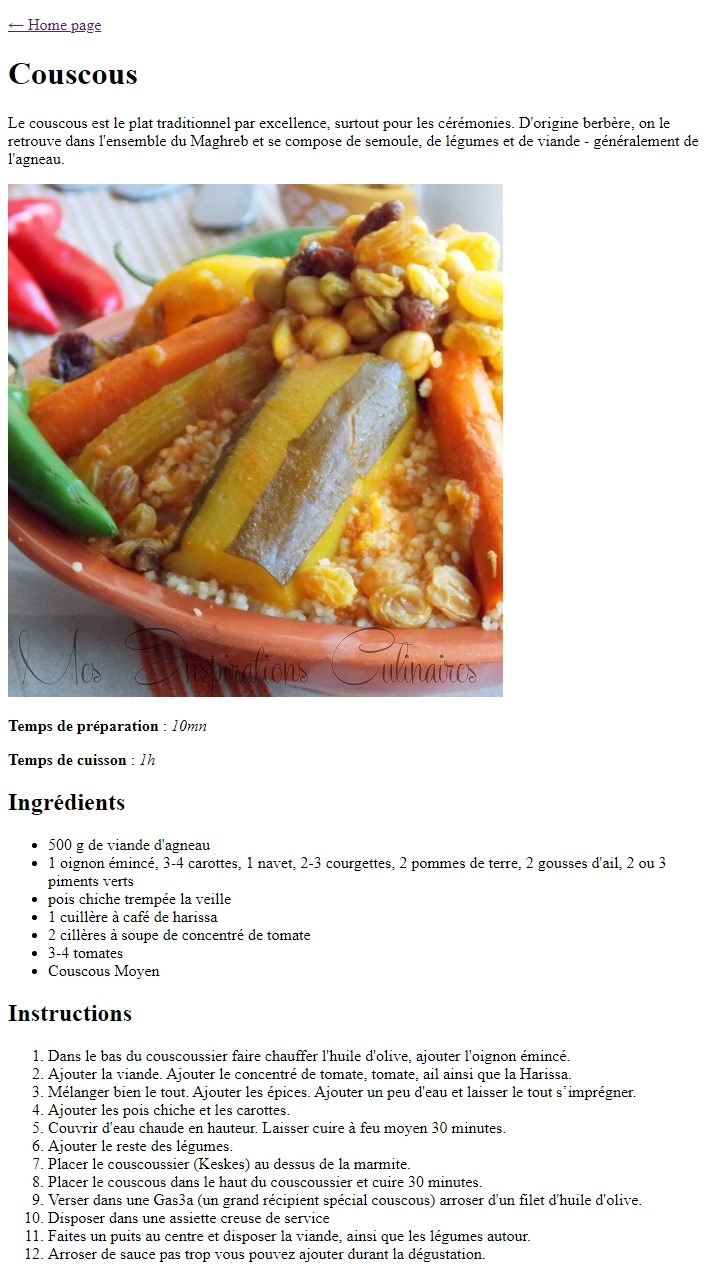 ← Home page
Couscous
Le couscous est le plat traditionnel par excellence, surtout pour les cérémonies. D'origine berbère, on le
retrouve dans l'ensemble du Maghreb et se compose de semoule, de légumes et de viande - généralement de
l'agneau.
Mes Inspirations Culinaires
Temps de préparation : 10mn
Temps de cuisson : 1h
Ingrédients
• 500 g de viande d'agneau
• 1 oignon émincé, 3-4 carottes, 1 navet, 2-3 courgettes, 2 pommes de terre, 2 gousses d'ail, 2 ou 3
piments verts
• pois chiche trempée la veille
• 1 cuillère à café de harissa
• 2 cillères à soupe de concentré de tomate
• 3-4 tomates
• Couscous Moyen
Instructions
1. Dans le bas du couscoussier faire chauffer l'huile d'olive, ajouter l'oignon émincé.
2. Ajouter la viande. Ajouter le concentré de tomate, tomate, ail ainsi que la Harissa.
3. Mélanger bien le tout. Ajouter les épices. Ajouter un peu d'eau et laisser le tout s’imprégner.
4. Ajouter les pois chiche et les carottes.
5. Couvrir d'eau chaude en hauteur. Laisser cuire à feu moyen 30 minutes.
6. Ajouter le reste des légumes.
7. Placer le couscoussier (Keskes) au dessus de la marmite.
8. Placer le couscous dans le haut du couscoussier et cuire 30 minutes.
9. Verser dans une Gas3a (un grand récipient spécial couscous) arroser d'un filet d'huile d'olive.
10. Disposer dans une assiette creuse de service
11. Faites un puits au centre et disposer la viande, ainsi que les légumes autour.
12. Arroser de sauce pas trop vous pouvez ajouter durant la dégustation.